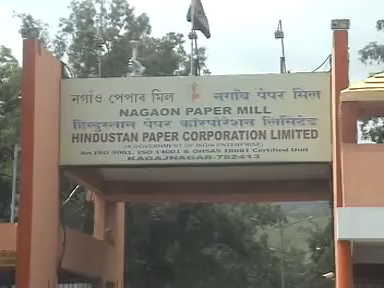 নগাঁও পেপাৰ মিল नगाँव पेपर मिल
NAGAON PAPER MILL
हिन्दुस्तान पेपर कारपोरेशन लिमिटेड
HINDUSTAN PAPER CORPORATION LIMITED
(A GOVERNMENT OF INDIA ENTERPRISE)
An ISO 9001, ISO 14001 & OHSAS 18001 Certified Unit
KAGAJNAGAR-782413